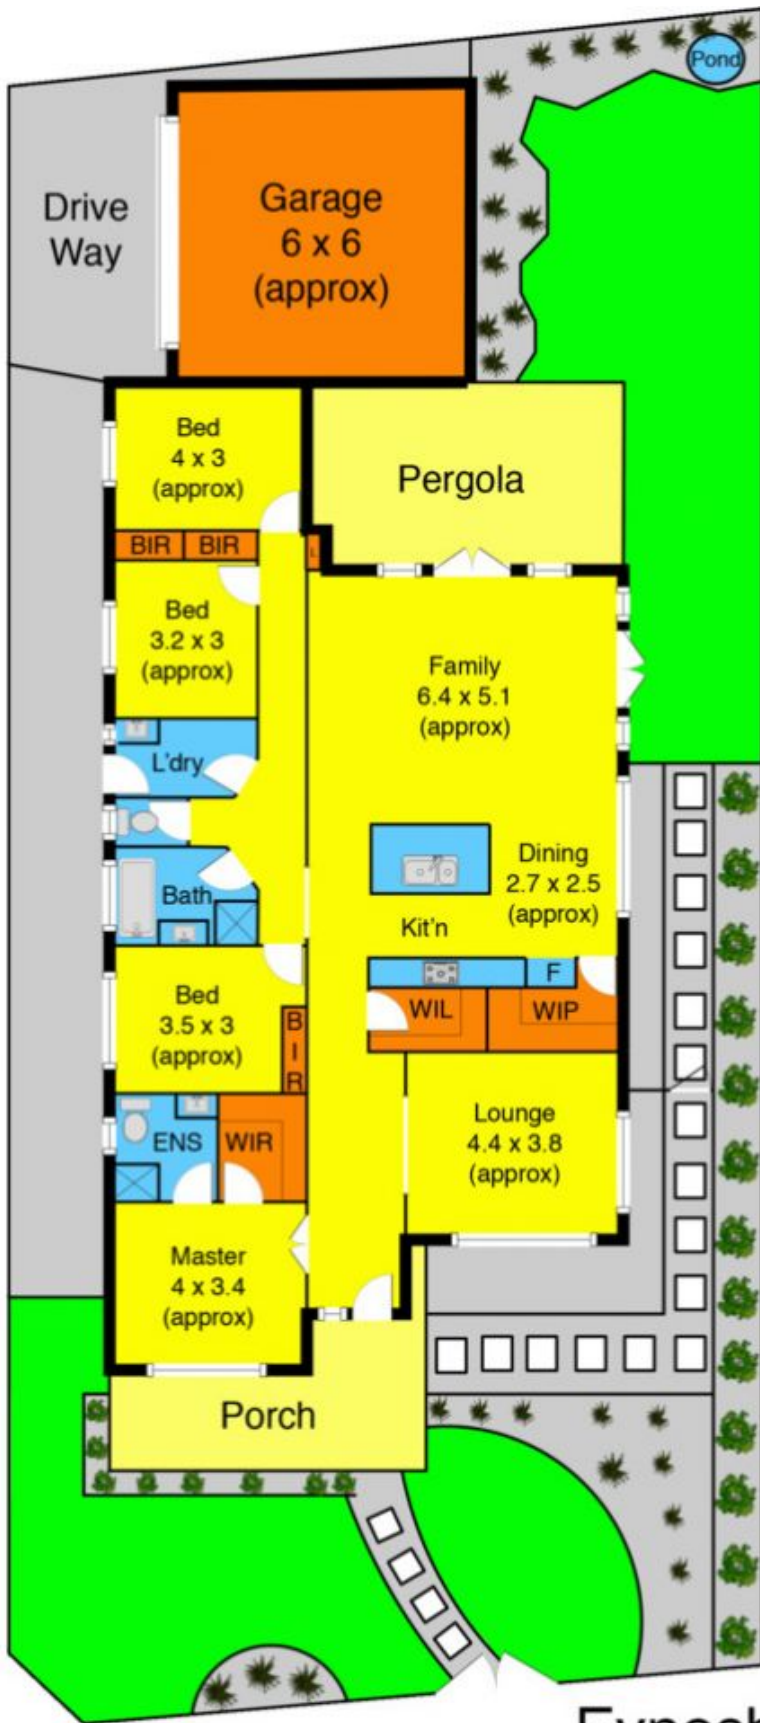 Pond
Drive
Way
Garage
6 x 6
(approx)
Bed
4 x 3
(approx)
Pergola
BIR
BIR
L
Bed
3.2 x 3
(approx)
Family
6.4 x 5.1
(approx)
L'dry
Dining
2.7 x 2.5
(approx)
Bath
Kit'n
F
Bed
3.5 x 3
(approx)
BIR
WIL
WIP
Lounge
4.4 x 3.8
(approx)
ENS
WIR
Master
4 x 3.4
(approx)
Porch